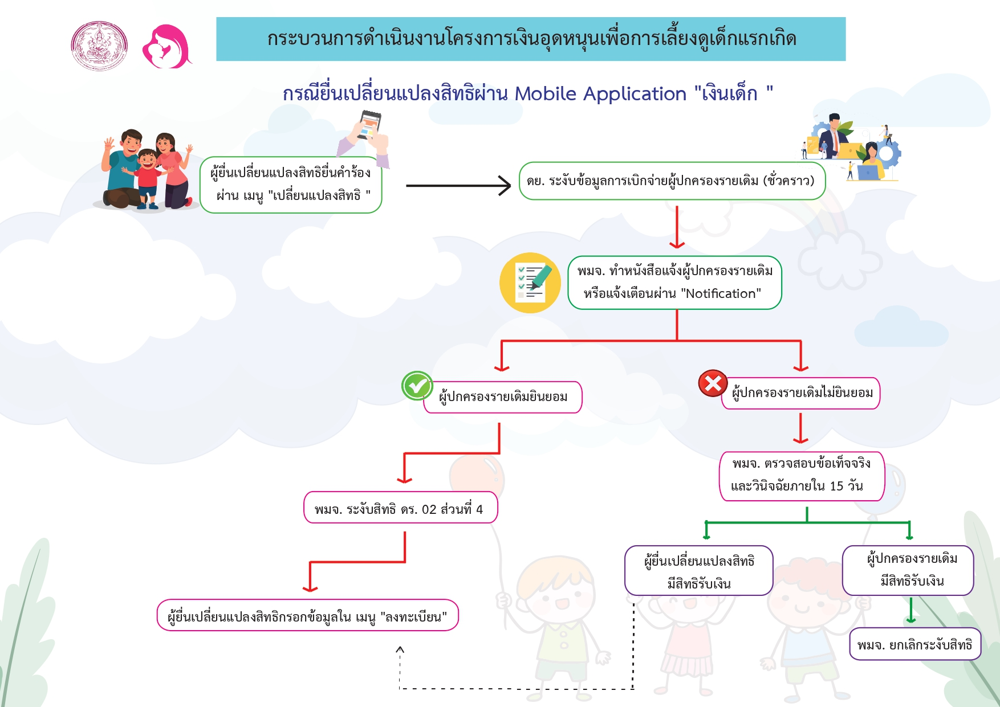 กระบวนการดำเนินงานโครงการเงินอุดหนุนเพื่อการเลี้ยงดูเด็กแรกเกิด
กรณียื่นเปลี่ยนแปลงสิทธิผ่าน Mobile Application "เงินเด็ก "
ผู้ยื่นเปลี่ยนแปลงสิทธิยื่นคำร้อง
ผ่าน เมนู "เปลี่ยนแปลงสิทธิ "
ดย. ระงับข้อมูลการเบิกจ่ายผู้ปกครองรายเดิม (ชั่วคราว)
พมจ. ทำหนังสือแจ้งผู้ปกครองรายเดิม
หรือแจ้งเตือนผ่าน "Notification"
ผู้ปกครองรายเดิมยินยอม
ผู้ปกครองรายเดิมไม่ยินยอม
พมจ. ตรวจสอบข้อเท็จจริง
และวินิจฉัยภายใน 15 วัน
พมจ. ระงับสิทธิ ดร. 02 ส่วนที่ 4
ผู้ยื่นเปลี่ยนแปลงสิทธิ
มีสิทธิรับเงิน
ผู้ปกครองรายเดิม
มีสิทธิรับเงิน
ผู้ยื่นเปลี่ยนแปลงสิทธิกรอกข้อมูลใน เมนู "ลงทะเบียน"
พมจ. ยกเลิกระงับสิทธิ